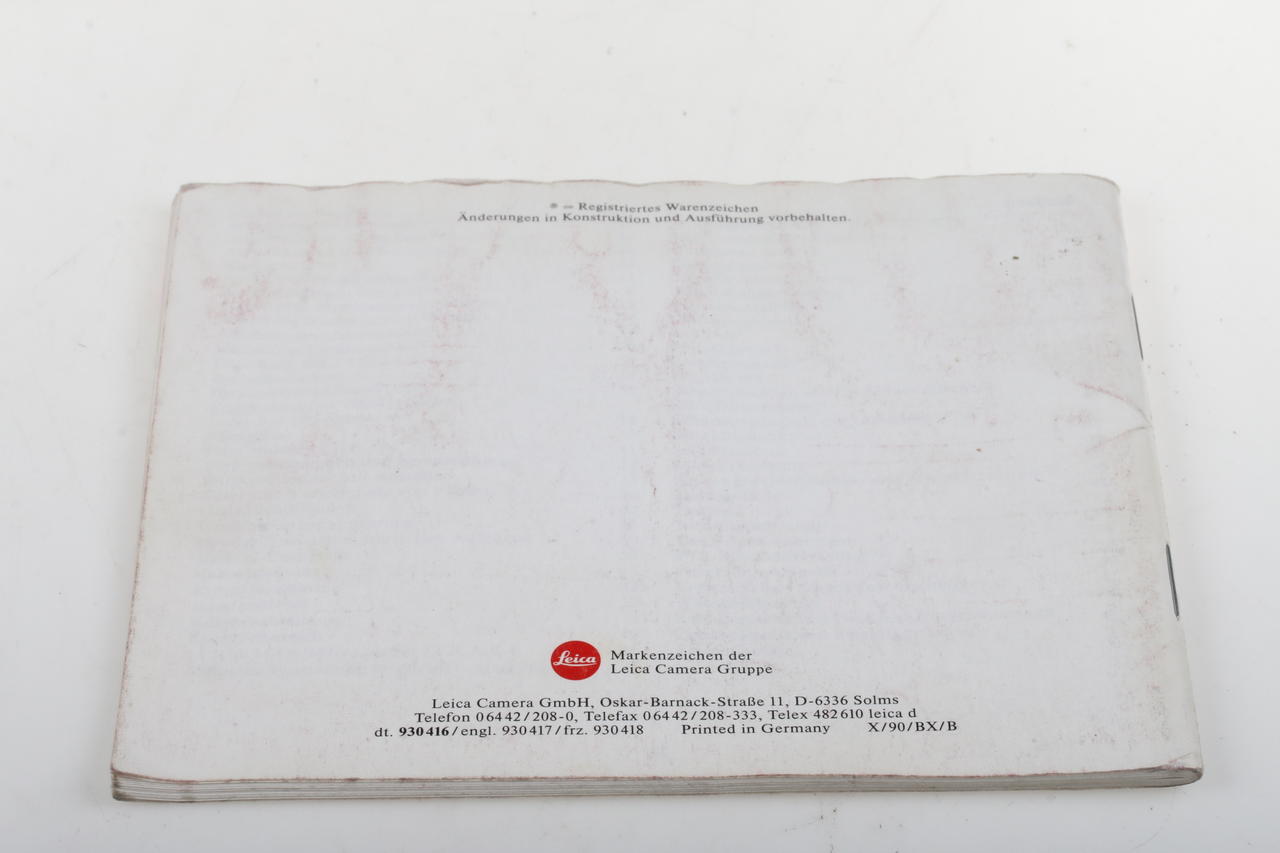 ® = Registriertes Warenzeichen
Änderungen in Konstruktion und Ausführung vorbehalten.
Leica
Markenzeichen der
Leica Camera Gruppe
Leica Camera GmbH, Oskar-Barnack-Straße 11, D-6336 Solms
Telefon 06442/208-0, Telefax 06442/208-333, Telex 482610 leica d
dt. 930416/engl. 930417/frz. 930418 Printed in Germany X/90/BX/B